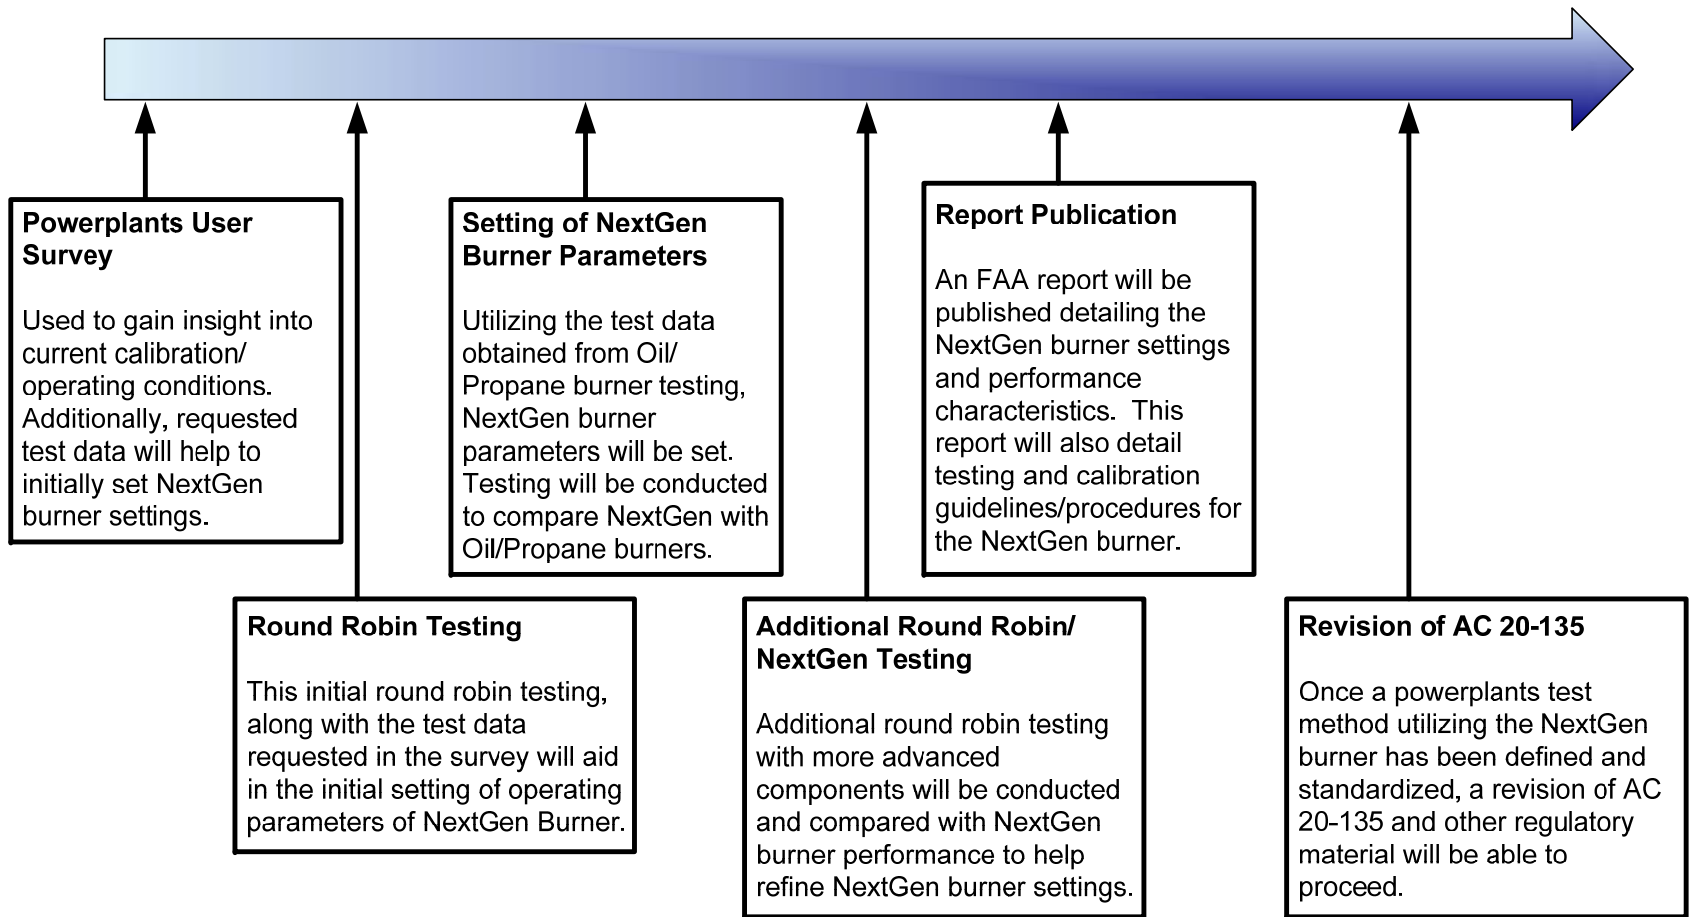 Powerplants User
Survey
Used to gain insight into
current calibration/
operating conditions.
Additionally, requested
test data will help to
initially set NextGen
burner settings.
Round Robin Testing
This initial round robin testing,
along with the test data
requested in the survey will aid
in the initial setting of operating
parameters of NextGen Burner.
Setting of NextGen
Burner Parameters
Utilizing the test data
obtained from Oil/
Propane burner testing,
NextGen burner
parameters will be set.
Testing will be conducted
to compare NextGen with
Oil/Propane burners.
Additional Round Robin/
NextGen Testing
Additional round robin testing
with more advanced
components will be conducted
and compared with NextGen
burner performance to help
refine NextGen burner settings.
Report Publication
An FAA report will be
published detailing the
NextGen burner settings
and performance
characteristics.  This
report will also detail
testing and calibration
guidelines/procedures for
the NextGen burner.
Revision of AC 20-135
Once a powerplants test
method utilizing the NextGen
burner has been defined and
standardized, a revision of AC
20-135 and other regulatory
material will be able to
proceed.